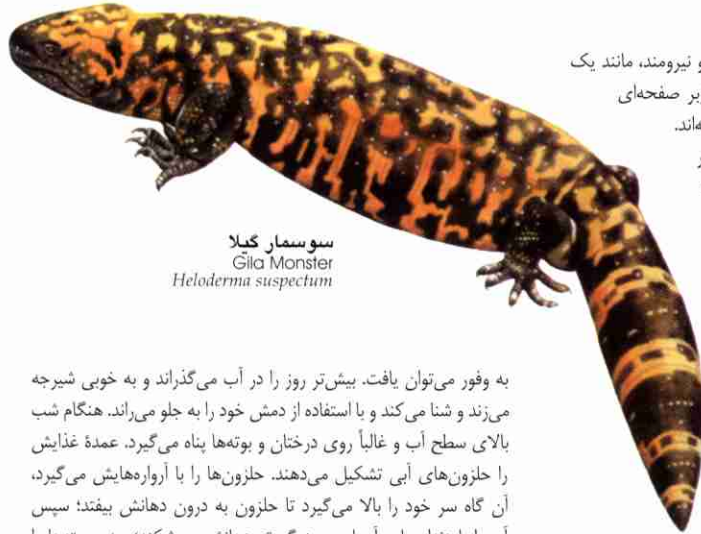 و نیرومند، مانند یک
بر صفحه‌ای
سوسمار گیلا
Gila Monster
Heloderma suspectum
به وفور می‌توان یافت. بیش‌تر روز را در آب می‌گذراند و به خوبی شیرجه
می‌زند و شنا می‌کند و با استفاده از دمش خود را به جلو می‌راند. هنگام شب
بالای سطح آب و غالباً روی درختان و بوته‌ها پناه می‌گیرد. عمدهٔ غذایش
را حلزون‌های آبی تشکیل می‌دهند. حلزون‌ها را با آرواره‌هایش می‌گیرد،
آن گاه سر خود را بالا می‌گیرد تا حلزون به درون دهانش بیفتد؛ سپس